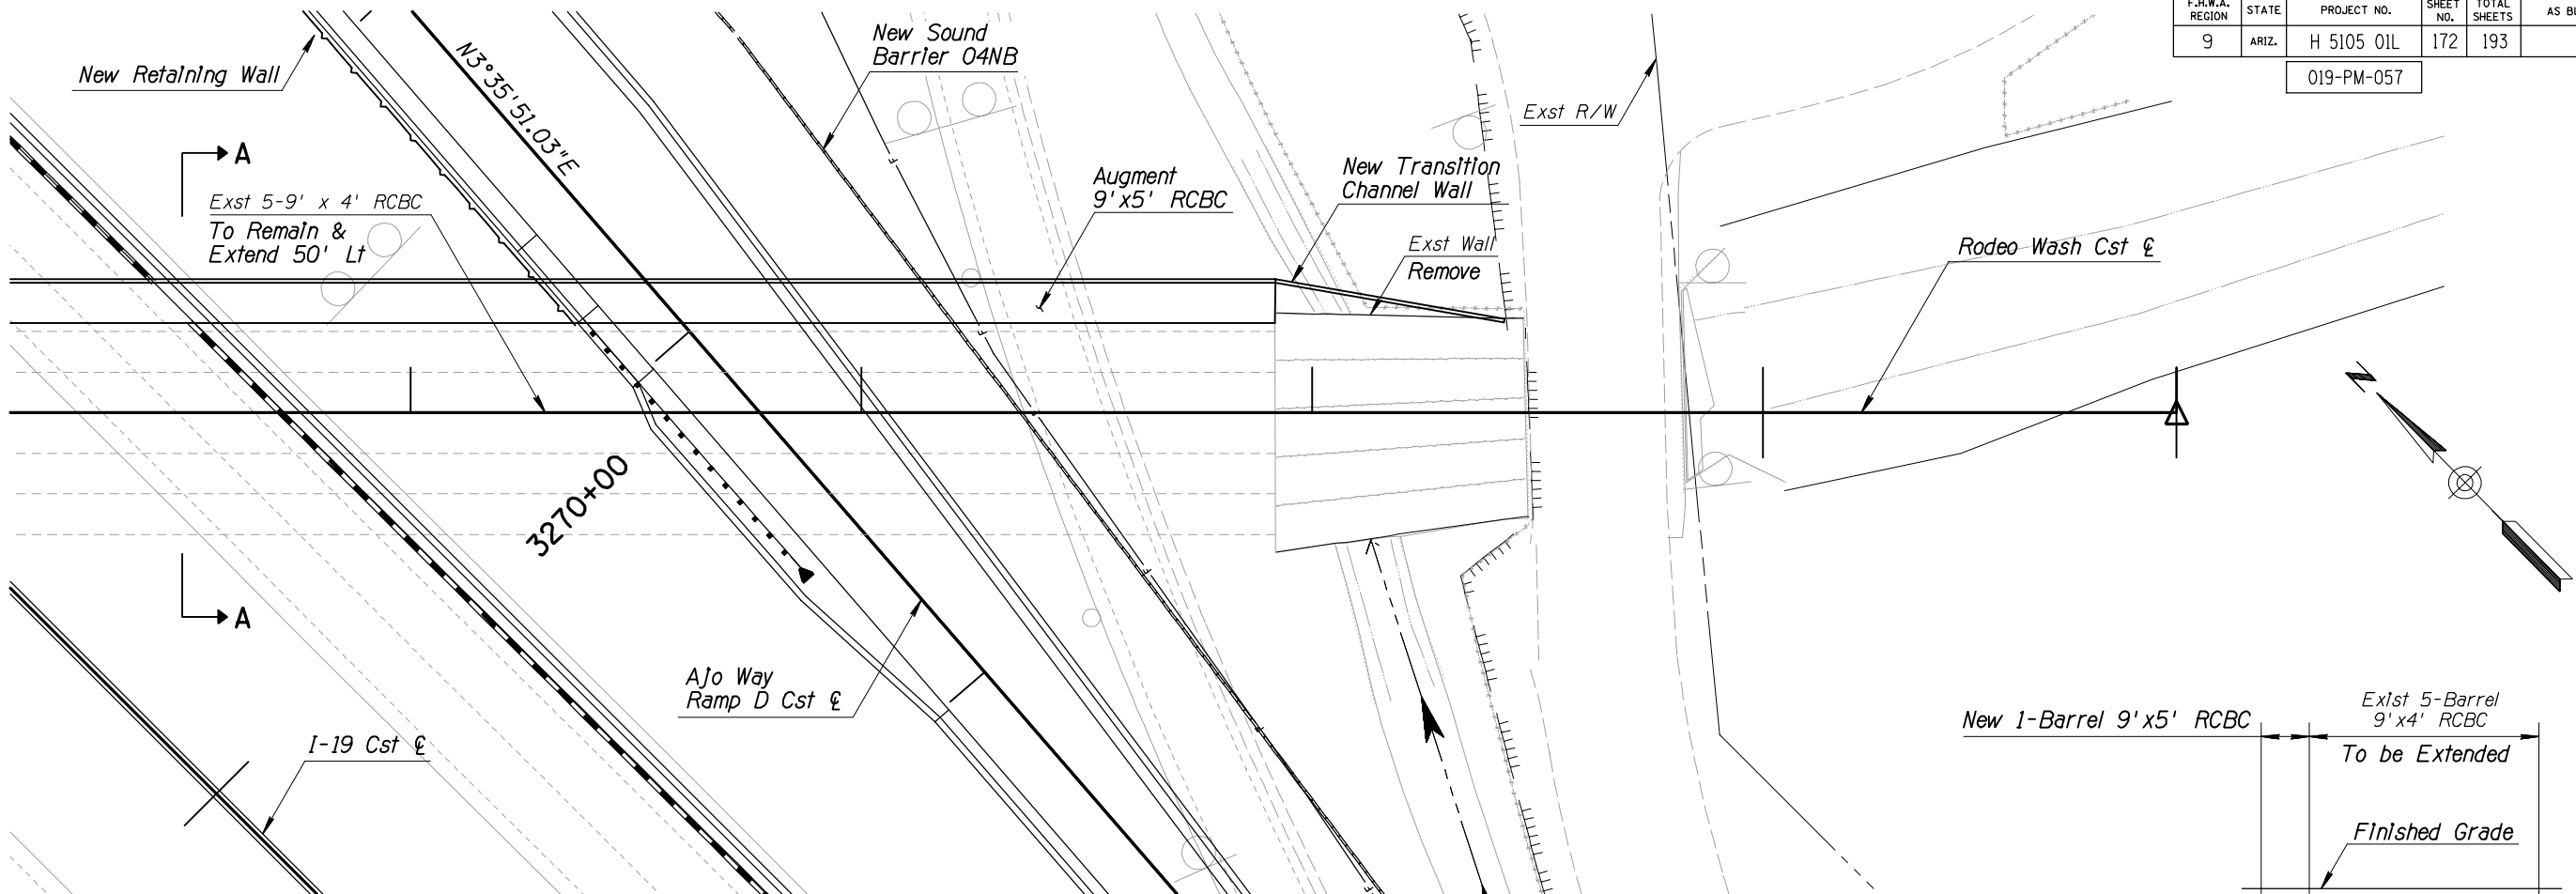 F.H.W.A. REGION
STATE
PROJECT NO.
SHEET NO.
TOTAL SHEETS
9
ARIZ.
H 5105 01L
172
193
019-PM-057
New Retaining Wall
N3°35'51.03"E
New Sound
Barrier 04NB
Exst R/W
A
Exst 5-9' x 4' RCBC
To Remain &
Extend 50' Lt
Augment
9'x5' RCBC
New Transition
Channel Wall
Exst Wall
Remove
Rodeo Wash Cst ℄
N
3270+00
A
Ajo Way
Ramp D Cst ℄
I-19 Cst ℄
New 1-Barrel 9'x5' RCBC
Exist 5-Barrel
9'x4' RCBC
To be Extended
Finished Grade